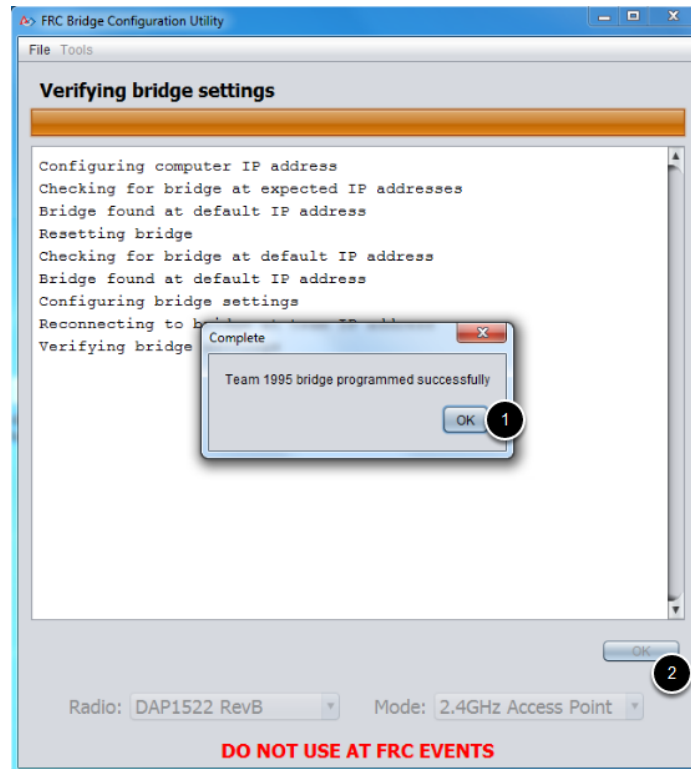 FRC Bridge Configuration Utility
File Tools
Verifying bridge settings
Configuring computer IP address
Checking for bridge at expected IP addresses
Bridge found at default IP address
Resetting bridge
Checking for bridge at default IP address
Bridge found at default IP address
Configuring bridge settings
Reconnecting to
Verifying bridge
Complete
Team 1995 bridge programmed successfully
OK
1
OK
2
Radio: DAP1522 RevB Mode: 2.4GHz Access Point
DO NOT USE AT FRC EVENTS